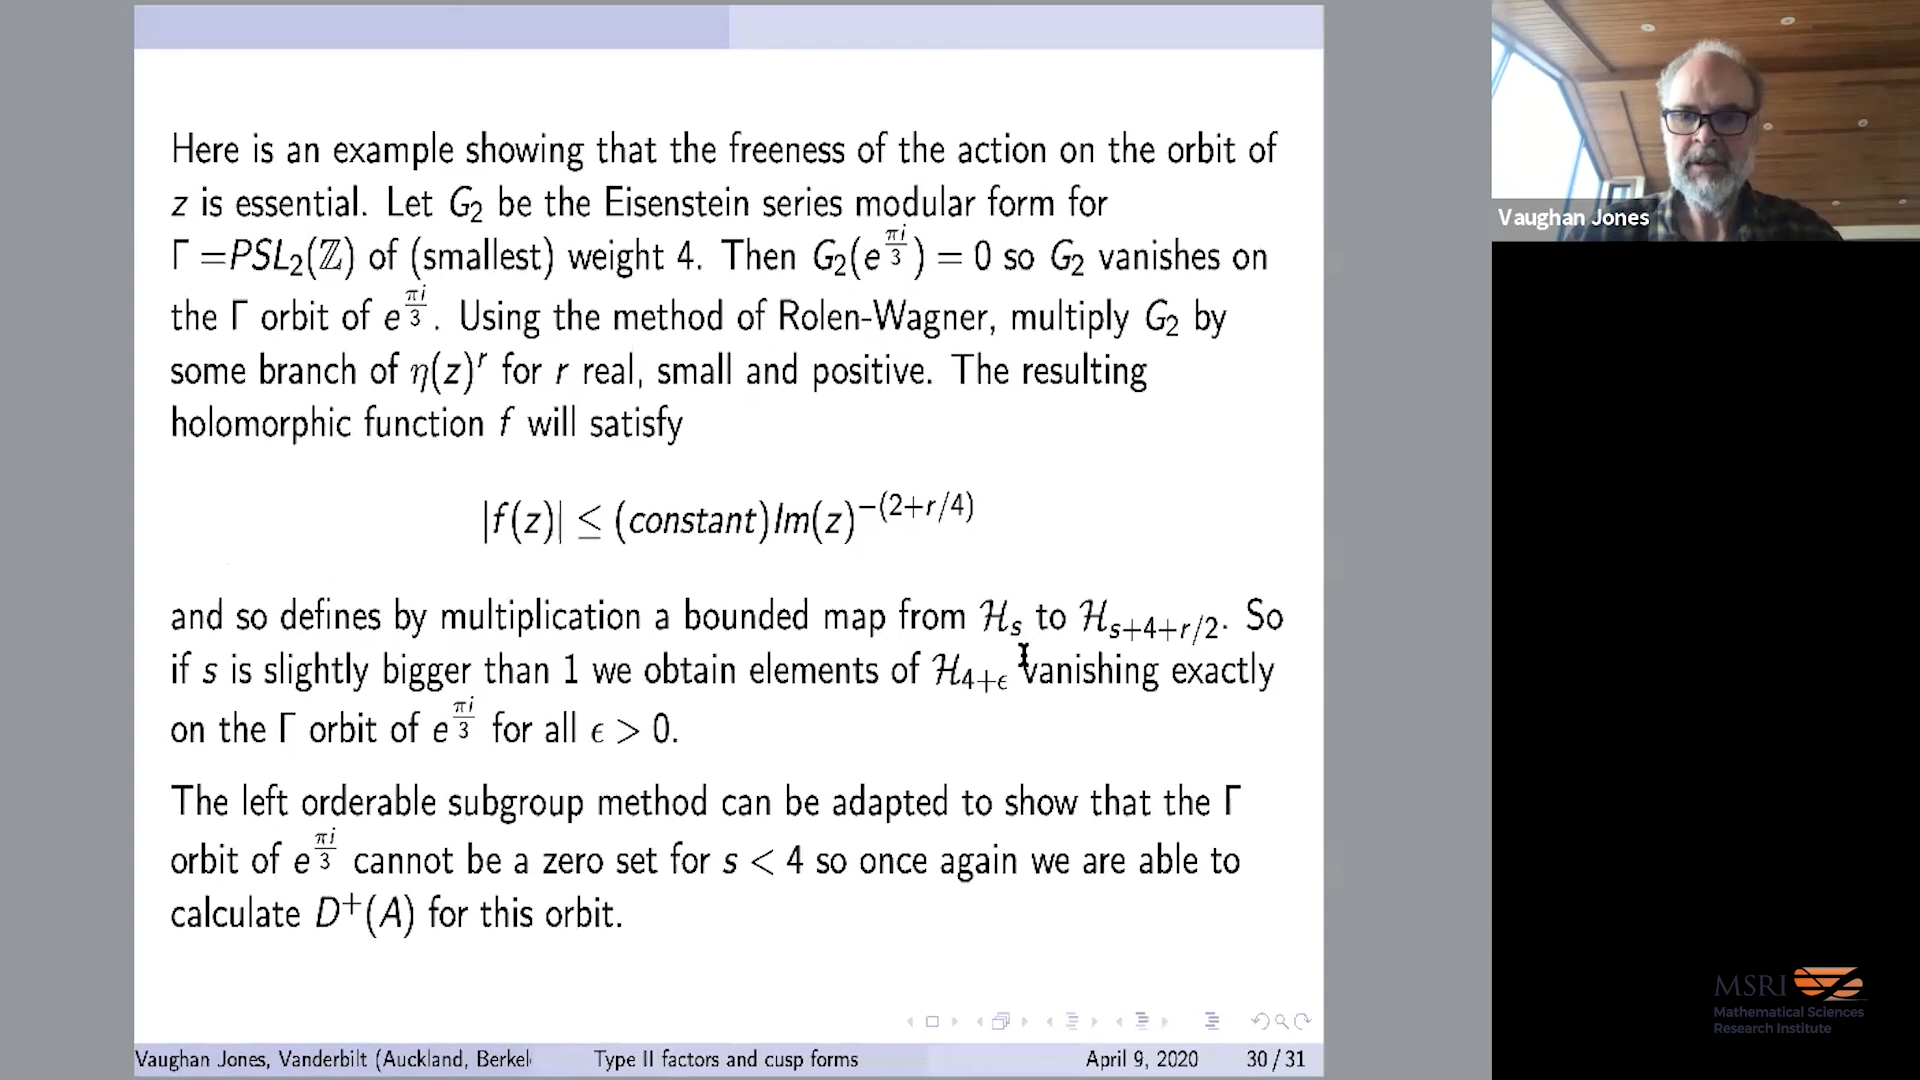 Here is an example showing that the freeness of the action on the orbit of
z is essential. Let G₂ be the Eisenstein series modular form for
Γ =PSL₂(ℤ) of (smallest) weight 4. Then G₂(e^{πi/3}) = 0 so G₂ vanishes on
the Γ orbit of e^{πi/3}. Using the method of Rolen-Wagner, multiply G₂ by
some branch of η(z)^r for r real, small and positive. The resulting
holomorphic function f will satisfy
|f(z)| ≤ (constant)Im(z)^{−(2+r/4)}
and so defines by multiplication a bounded map from ℋ_s to ℋ_{s+4+r/2}. So
if s is slightly bigger than 1 we obtain elements of ℋ_{4+ϵ} vanishing exactly
on the Γ orbit of e^{πi/3} for all ϵ > 0.
The left orderable subgroup method can be adapted to show that the Γ
orbit of e^{πi/3} cannot be a zero set for s < 4 so once again we are able to
calculate D⁺(A) for this orbit.
Vaughan Jones, Vanderbilt (Auckland, Berkel
Type II factors and cusp forms
April 9, 2020
30 / 31
Vaughan Jones
MSRI
Mathematical Sciences
Research Institute